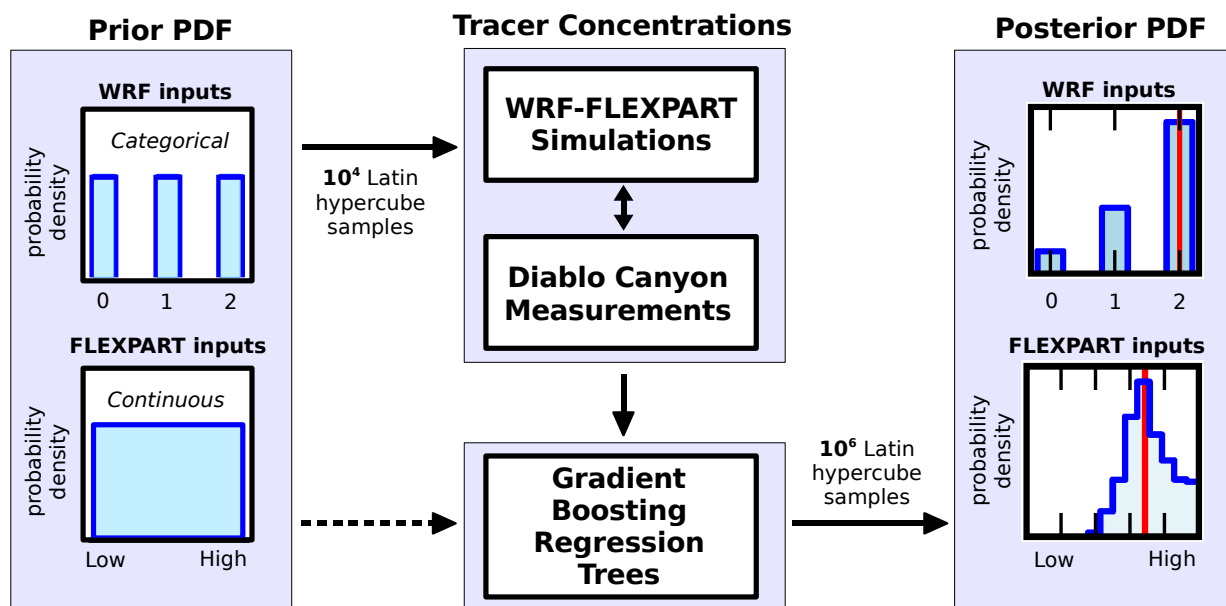 Prior PDF
WRF inputs
Categorical
probability
density
0 1 2
FLEXPART inputs
Continuous
probability
density
Low High
10⁴ Latin
hypercube
samples
Tracer Concentrations
WRF-FLEXPART
Simulations
Diablo Canyon
Measurements
Gradient
Boosting
Regression
Trees
10⁶ Latin
hypercube
samples
Posterior PDF
WRF inputs
probability
density
0 1 2
FLEXPART inputs
probability
density
Low High